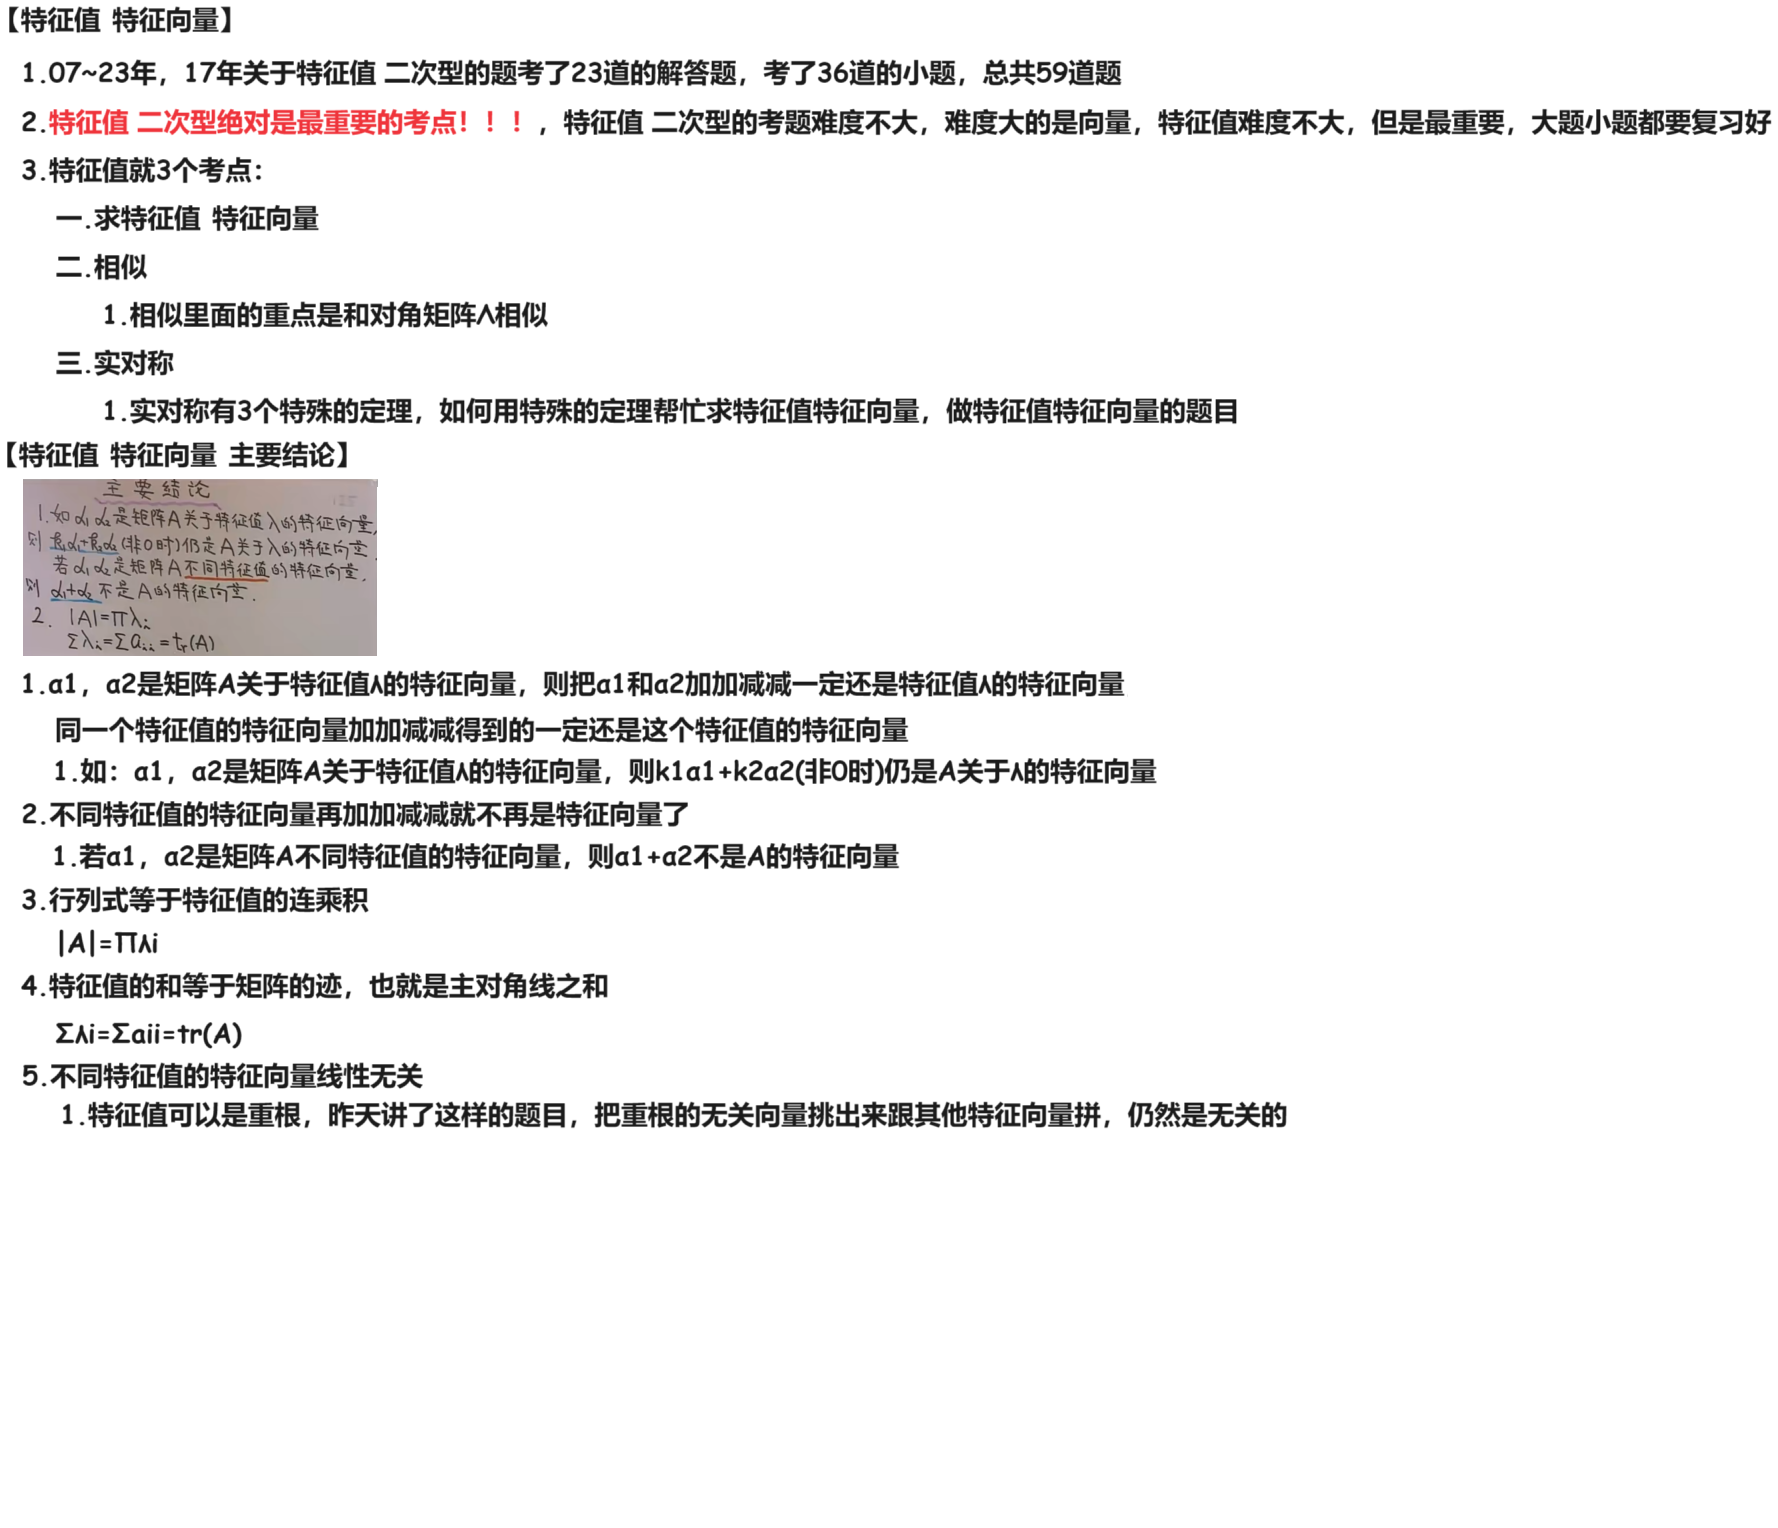 【特征值 特征向量】
1.07~23年，17年关于特征值 二次型的题考了23道的解答题，考了36道的小题，总共59道题
2.特征值 二次型绝对是最重要的考点！！！，特征值 二次型的考题难度不大，难度大的是向量，特征值难度不大，但是最重要，大题小题都要复习好
3.特征值就3个考点：
一.求特征值 特征向量
二.相似
1.相似里面的重点是和对角矩阵Λ相似
三.实对称
1.实对称有3个特殊的定理，如何用特殊的定理帮忙求特征值特征向量，做特征值特征向量的题目
【特征值 特征向量 主要结论】
主要结论
1.如α₁ α₂是矩阵A关于特征值λ的特征向量,
则 k₁α₁+k₂α₂(非0时)仍是A关于λ的特征向量.
若α₁ α₂是矩阵A不同特征值的特征向量,
则 α₁+α₂不是A的特征向量.
2. |A|=Πλᵢ
Σλᵢ=Σaᵢᵢ=tr(A)
1.α1，α2是矩阵A关于特征值λ的特征向量，则把α1和α2加加减减一定还是特征值λ的特征向量
同一个特征值的特征向量加加减减得到的一定还是这个特征值的特征向量
1.如：α1，α2是矩阵A关于特征值λ的特征向量，则k1α1+k2α2(非0时)仍是A关于λ的特征向量
2.不同特征值的特征向量再加加减减就不再是特征向量了
1.若α1，α2是矩阵A不同特征值的特征向量，则α1+α2不是A的特征向量
3.行列式等于特征值的连乘积
|A|=Πλi
4.特征值的和等于矩阵的迹，也就是主对角线之和
Σλi=Σaii=tr(A)
5.不同特征值的特征向量线性无关
1.特征值可以是重根，昨天讲了这样的题目，把重根的无关向量挑出来跟其他特征向量拼，仍然是无关的